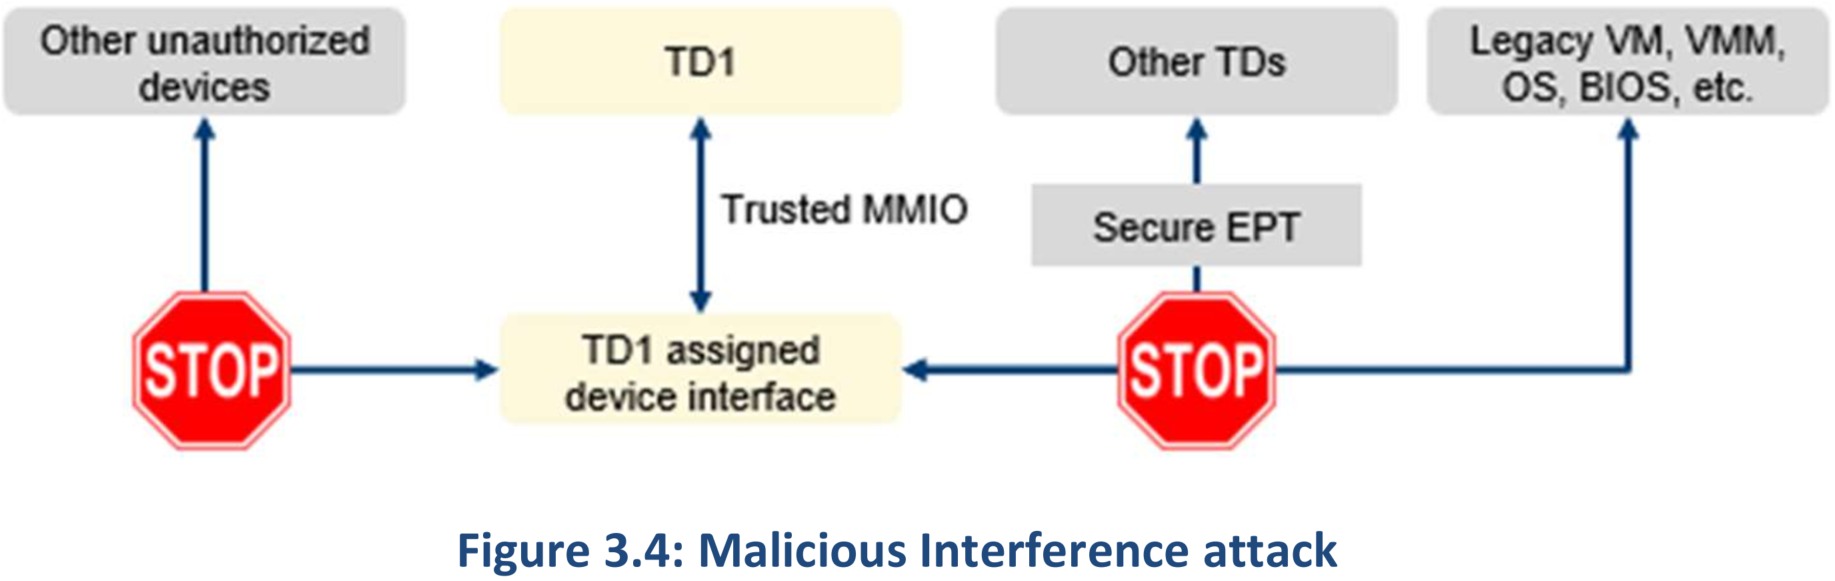 Other unauthorized
devices
TD1
Other TDs
Legacy VM, VMM,
OS, BIOS, etc.
Trusted MMIO
Secure EPT
STOP
TD1 assigned
device interface
STOP
Figure 3.4: Malicious Interference attack